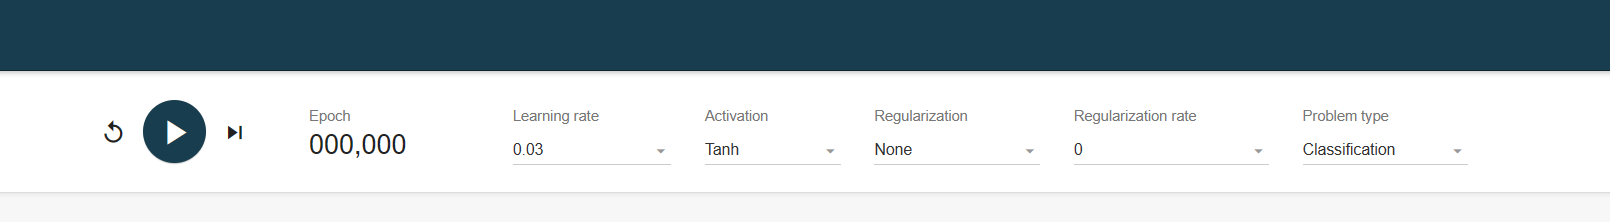 Epoch
000,000
Learning rate
0.03
Activation
Tanh
Regularization
None
Regularization rate
0
Problem type
Classification